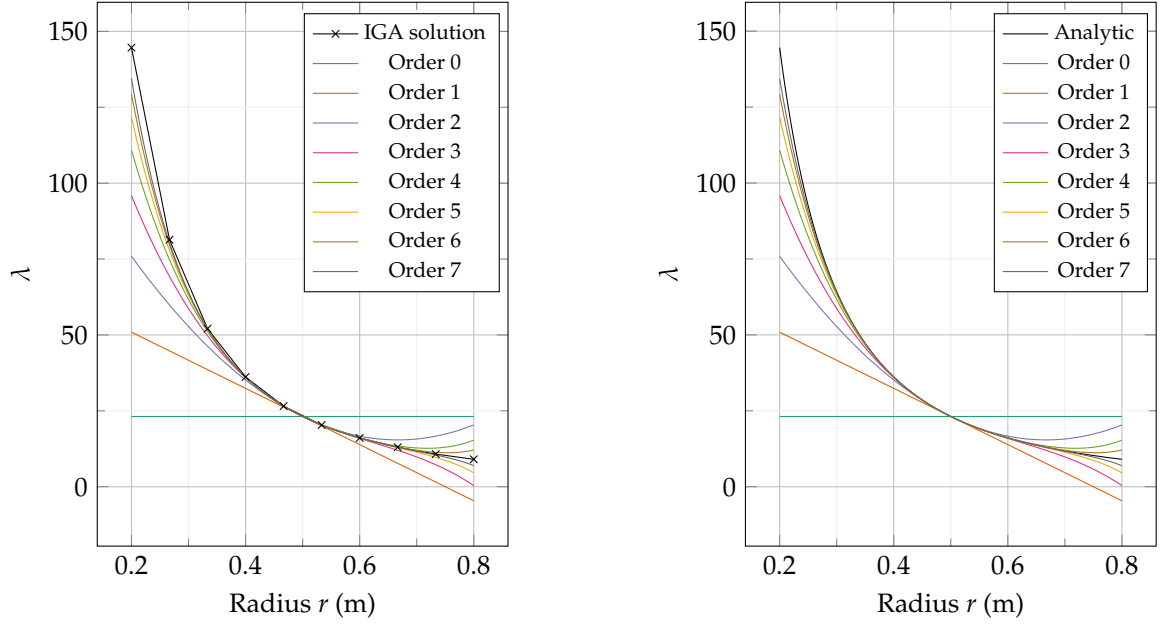 150
100
50
0
λ
0.2 0.4 0.6 0.8
Radius r (m)
IGA solution
Order 0
Order 1
Order 2
Order 3
Order 4
Order 5
Order 6
Order 7
150
100
50
0
λ
0.2 0.4 0.6 0.8
Radius r (m)
Analytic
Order 0
Order 1
Order 2
Order 3
Order 4
Order 5
Order 6
Order 7